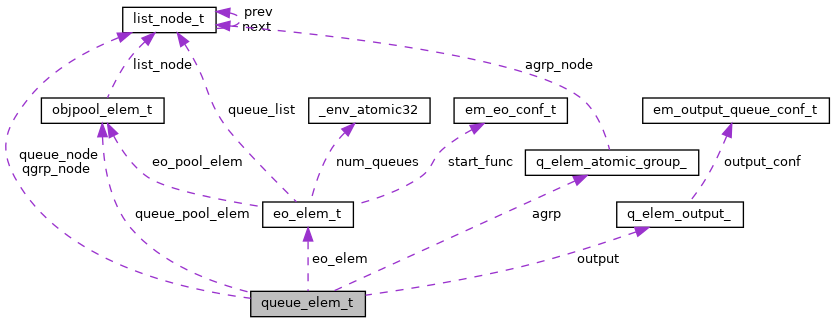 list_node_t
prev
next
list_node
agrp_node
objpool_elem_t
queue_list
_env_atomic32
em_eo_conf_t
em_output_queue_conf_t
queue_node
qgrp_node
eo_pool_elem
num_queues
start_func
q_elem_atomic_group_
output_conf
queue_pool_elem
eo_elem_t
agrp
q_elem_output_
eo_elem
output
queue_elem_t